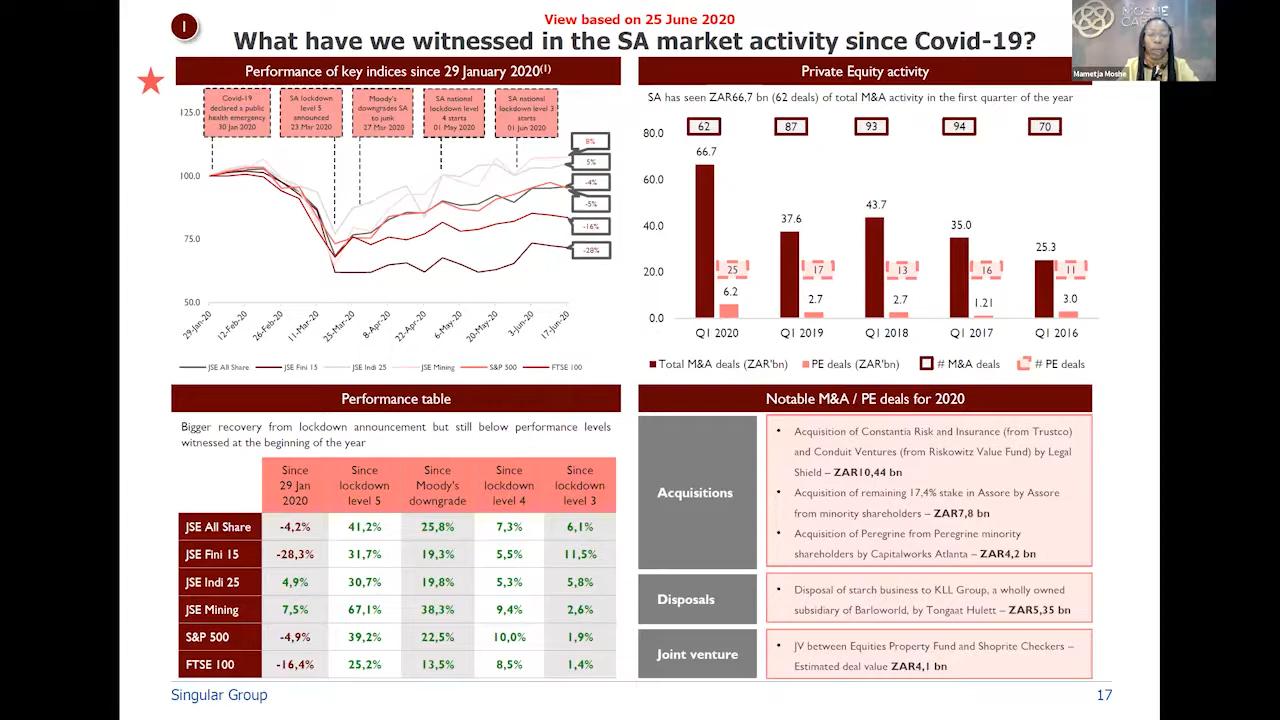 I
View based on 25 June 2020
What have we witnessed in the SA market activity since Covid-19?
MOSHE
CAPITAL
Mametja Moshe
Performance of key indices since 29 January 2020(1)
Covid-19
declared a public
health emergency
30 Jan 2020
SA lockdown
level 5
announced
23 Mar 2020
Moody's
downgrades SA
to junk
27 Mar 2020
SA national
lockdown level
4 starts
01 May 2020
SA national
lockdown level 3
starts
01 Jun 2020
125.0
100.0
75.0
50.0
8%
5%
-4%
-5%
-16%
-28%
29-Jan-20
12-Feb-20
26-Feb-20
11-Mar-20
25-Mar-20
8-Apr-20
22-Apr-20
6-May-20
20-May-20
3-Jun-20
17-Jun-20
JSE All Share JSE Fini 15 JSE Indi 25 JSE Mining S&P 500 FTSE 100
Private Equity activity
SA has seen ZAR66,7 bn (62 deals) of total M&A activity in the first quarter of the year
80.0
60.0
40.0
20.0
0.0
62 87 93 94 70
66.7 37.6 43.7 35.0 25.3
25 17 13 16 11
6.2 2.7 2.7 1.21 3.0
Q1 2020 Q1 2019 Q1 2018 Q1 2017 Q1 2016
Total M&A deals (ZAR'bn) PE deals (ZAR'bn) # M&A deals # PE deals
Performance table
Bigger recovery from lockdown announcement but still below performance levels
witnessed at the beginning of the year
Since 29 Jan 2020 Since lockdown level 5 Since Moody's downgrade Since lockdown level 4 Since lockdown level 3
JSE All Share -4,2% 41,2% 25,8% 7,3% 6,1%
JSE Fini 15 -28,3% 31,7% 19,3% 5,5% 11,5%
JSE Indi 25 4,9% 30,7% 19,8% 5,3% 5,8%
JSE Mining 7,5% 67,1% 38,3% 9,4% 2,6%
S&P 500 -4,9% 39,2% 22,5% 10,0% 1,9%
FTSE 100 -16,4% 25,2% 13,5% 8,5% 1,4%
Notable M&A / PE deals for 2020
Acquisitions
• Acquisition of Constantia Risk and Insurance (from Trustco)
and Conduit Ventures (from Riskowitz Value Fund) by Legal
Shield – ZAR10,44 bn
• Acquisition of remaining 17,4% stake in Assore by Assore
from minority shareholders – ZAR7,8 bn
• Acquisition of Peregrine from Peregrine minority
shareholders by Capitalworks Atlanta – ZAR4,2 bn
Disposals
• Disposal of starch business to KLL Group, a wholly owned
subsidiary of Barloworld, by Tongaat Hulett – ZAR5,35 bn
Joint venture
• JV between Equities Property Fund and Shoprite Checkers –
Estimated deal value ZAR4,1 bn
Singular Group
17